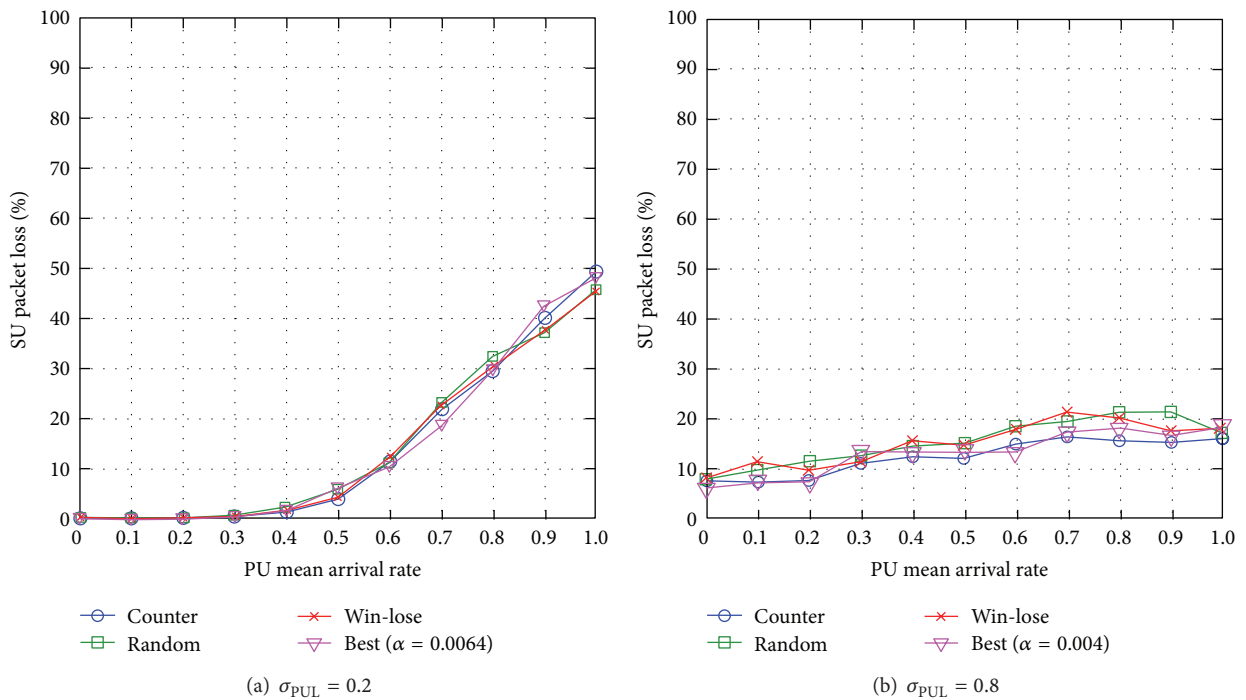 100
90
80
70
60
50
40
30
20
10
0
SU packet loss (%)
0 0.1 0.2 0.3 0.4 0.5 0.6 0.7 0.8 0.9 1.0
PU mean arrival rate
Counter
Random
Win-lose
Best (α = 0.0064)
(a) σPUL = 0.2
100
90
80
70
60
50
40
30
20
10
0
SU packet loss (%)
0 0.1 0.2 0.3 0.4 0.5 0.6 0.7 0.8 0.9 1.0
PU mean arrival rate
Counter
Random
Win-lose
Best (α = 0.004)
(b) σPUL = 0.8